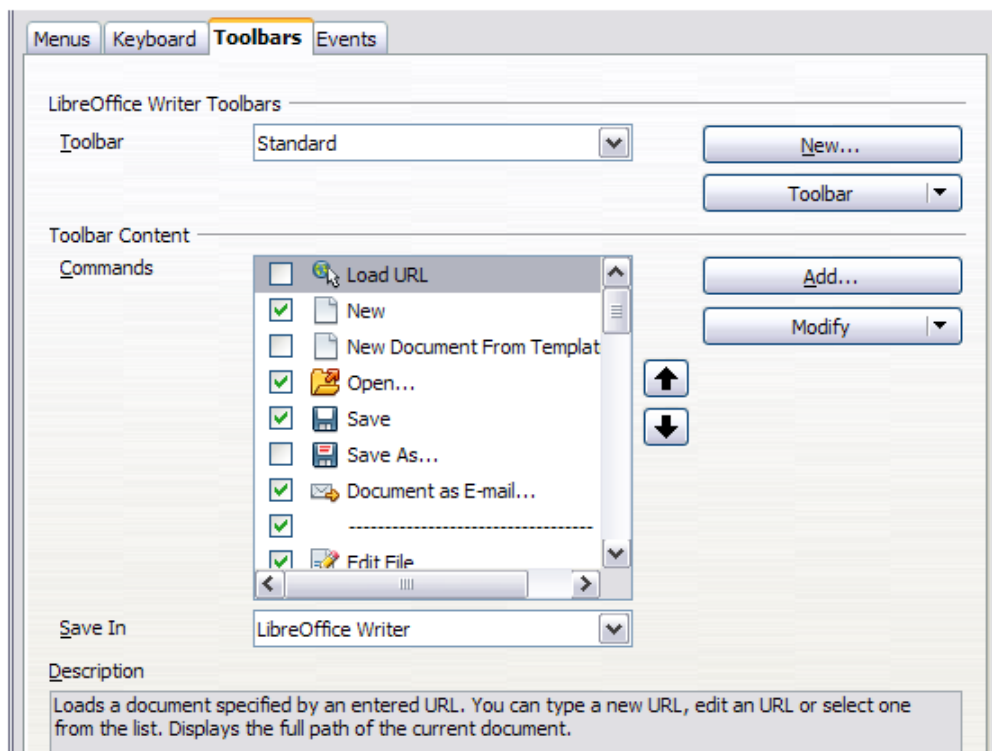 Menus Keyboard Toolbars Events
LibreOffice Writer Toolbars
Toolbar Standard New...
Toolbar
Toolbar Content
Commands Load URL Add...
New Modify
New Document From Templat
Open...
Save
Save As...
Document as E-mail...
----------------------------------
Edit File
Save In LibreOffice Writer
Description
Loads a document specified by an entered URL. You can type a new URL, edit an URL or select one
from the list. Displays the full path of the current document.